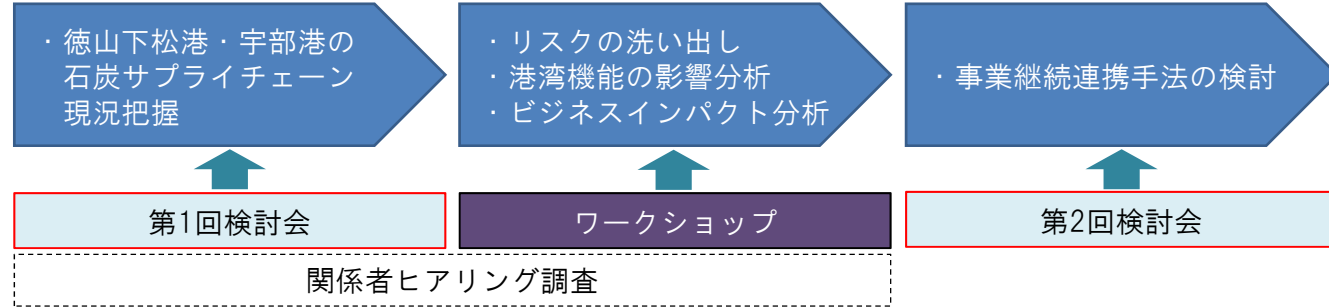 ・徳山下松港・宇部港の
石炭サプライチェーン
現況把握
・リスクの洗い出し
・港湾機能の影響分析
・ビジネスインパクト分析
・事業継続連携手法の検討
第1回検討会
ワークショップ
第2回検討会
関係者ヒアリング調査